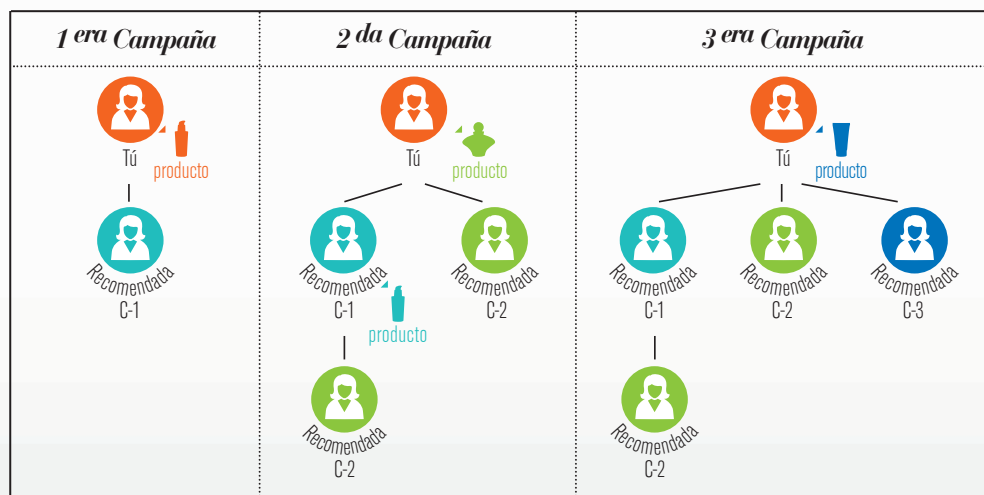 1 era Campaña
Tú
producto
Recomendada
C-1
2 da Campaña
Tú
producto
Recomendada
C-1
producto
Recomendada
C-2
Recomendada
C-2
3 era Campaña
Tú
producto
Recomendada
C-1
Recomendada
C-2
Recomendada
C-3
Recomendada
C-2